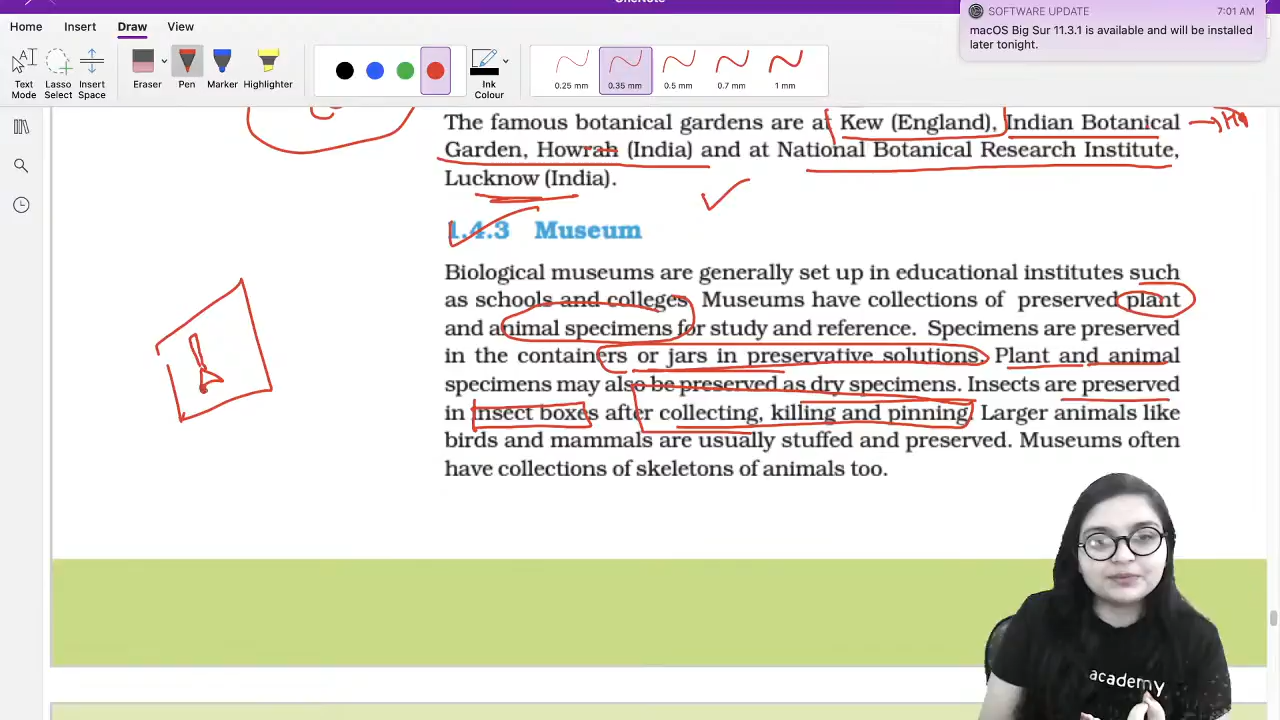 OneNote
SOFTWARE UPDATE 7:01 AM
macOS Big Sur 11.3.1 is available and will be installed
later tonight.
Home Insert Draw View
Text Mode
Lasso Select
Insert Space
Eraser
Pen
Marker
Highlighter
Ink Colour
0.25 mm 0.35 mm 0.5 mm 0.7 mm 1 mm
The famous botanical gardens are at Kew (England), Indian Botanical
Garden, Howrah (India) and at National Botanical Research Institute,
Lucknow (India).
1.4.3 Museum
Biological museums are generally set up in educational institutes such
as schools and colleges. Museums have collections of preserved plant
and animal specimens for study and reference. Specimens are preserved
in the containers or jars in preservative solutions. Plant and animal
specimens may also be preserved as dry specimens. Insects are preserved
in insect boxes after collecting, killing and pinning. Larger animals like
birds and mammals are usually stuffed and preserved. Museums often
have collections of skeletons of animals too.
academy